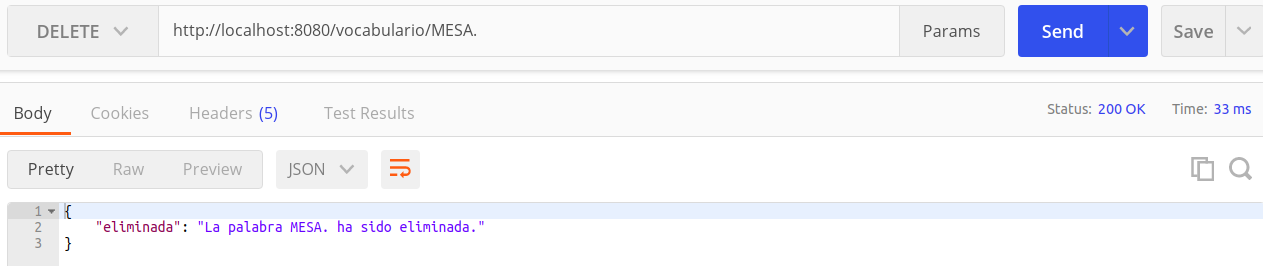 DELETE http://localhost:8080/vocabulario/MESA. Params Send Save
Body Cookies Headers (5) Test Results Status: 200 OK Time: 33 ms
Pretty Raw Preview JSON
1 {
2 "eliminada": "La palabra MESA. ha sido eliminada."
3 }